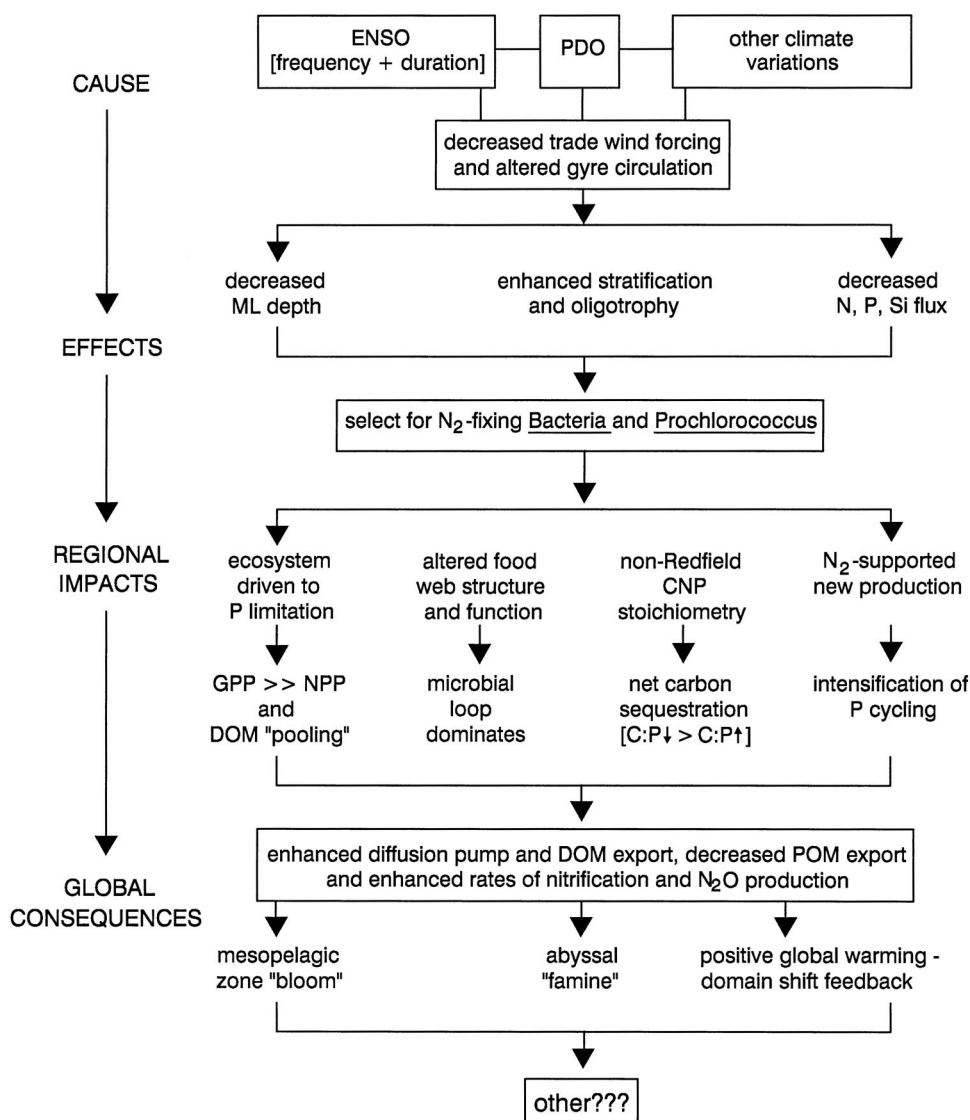 CAUSE
ENSO
[frequency + duration]
PDO
other climate
variations
decreased trade wind forcing
and altered gyre circulation
decreased
ML depth
enhanced stratification
and oligotrophy
decreased
N, P, Si flux
EFFECTS
select for N₂-fixing Bacteria and Prochlorococcus
REGIONAL
IMPACTS
ecosystem
driven to
P limitation
altered food
web structure
and function
non-Redfield
CNP
stoichiometry
N₂-supported
new production
GPP >> NPP
and
DOM "pooling"
microbial
loop
dominates
net carbon
sequestration
[C:P↓ > C:P↑]
intensification of
P cycling
GLOBAL
CONSEQUENCES
enhanced diffusion pump and DOM export, decreased POM export
and enhanced rates of nitrification and N₂O production
mesopelagic
zone "bloom"
abyssal
"famine"
positive global warming -
domain shift feedback
other???